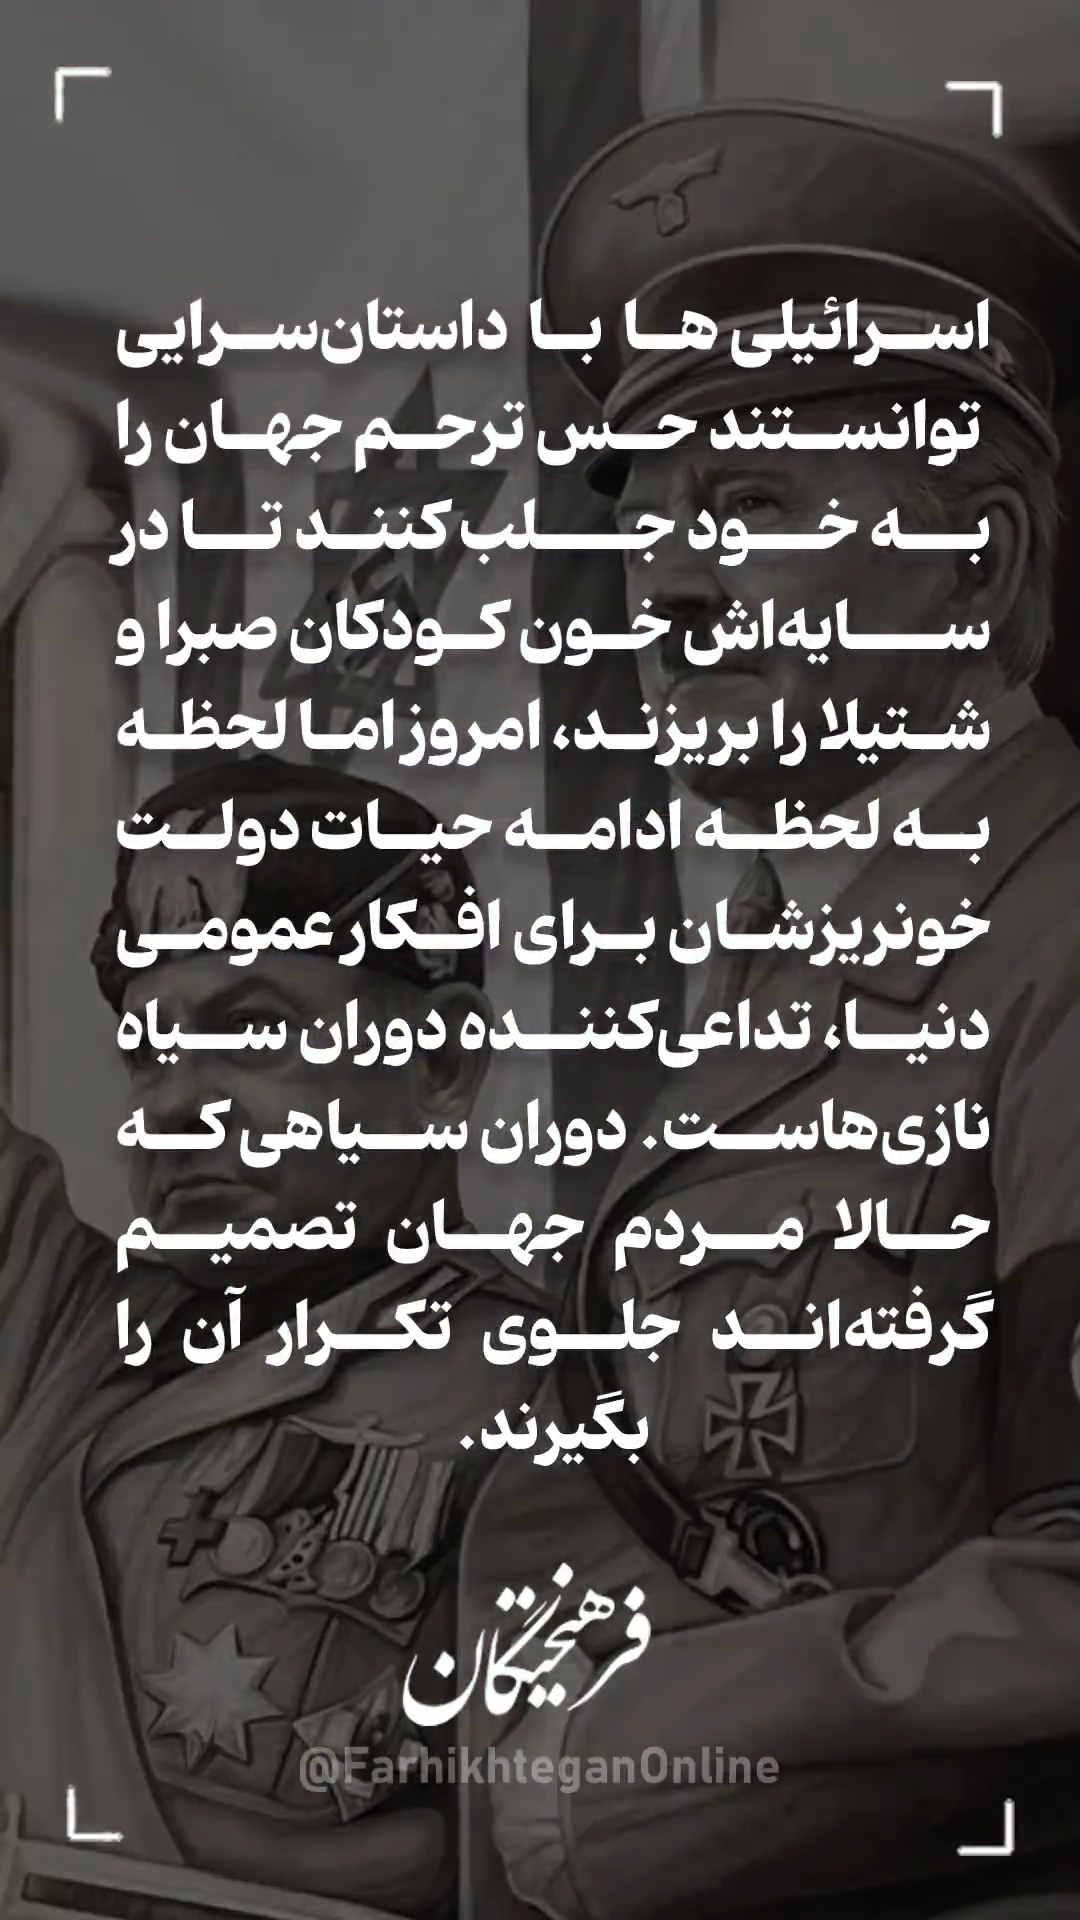 اسرائیلی ها با داستان‌سرایی
توانستند حس ترحم جهان را
به خود جلب کنند تا در
سایه‌اش خون کودکان صبرا و
شتیلا را بریزند، امروز اما لحظه
به لحظه ادامه حیات دولت
خونریزشان برای افکار عمومی
دنیا، تداعی‌کننده دوران سیاه
نازی‌هاست. دوران سیاهی که
حالا مردم جهان تصمیم
گرفته‌اند جلوی تکرار آن را
بگیرند.
فرهیختگان
@FarhikhteganOnline